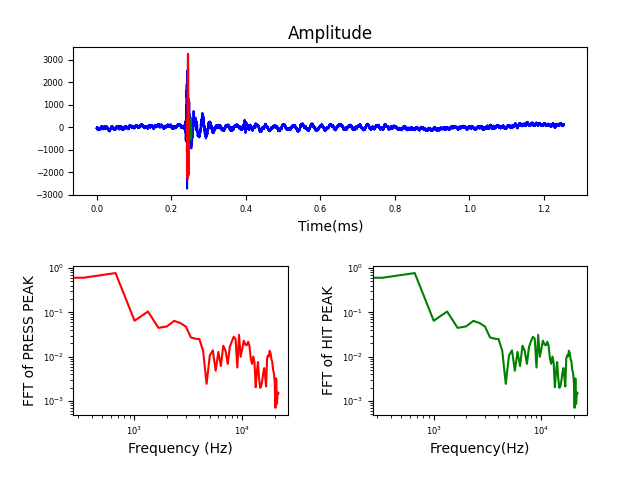 Amplitude
3000
2000
1000
0
−1000
−2000
−3000
0.0 0.2 0.4 0.6 0.8 1.0 1.2
Time(ms)
FFT of PRESS PEAK
10⁰
10⁻¹
10⁻²
10⁻³
10³ 10⁴
Frequency (Hz)
FFT of HIT PEAK
10⁰
10⁻¹
10⁻²
10⁻³
10³ 10⁴
Frequency(Hz)